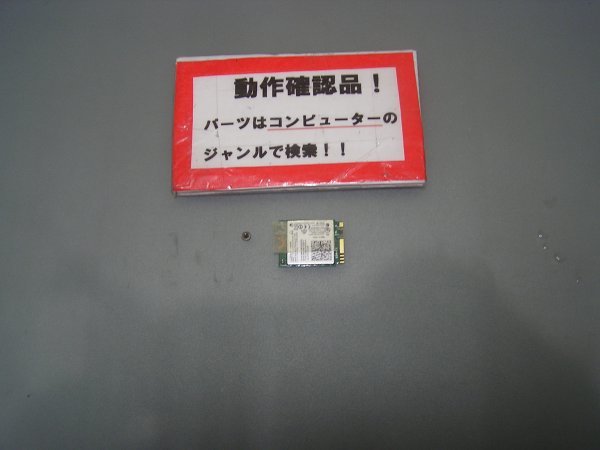 動作確認品！
パーツはコンピューターの
ジャンルで検索！！